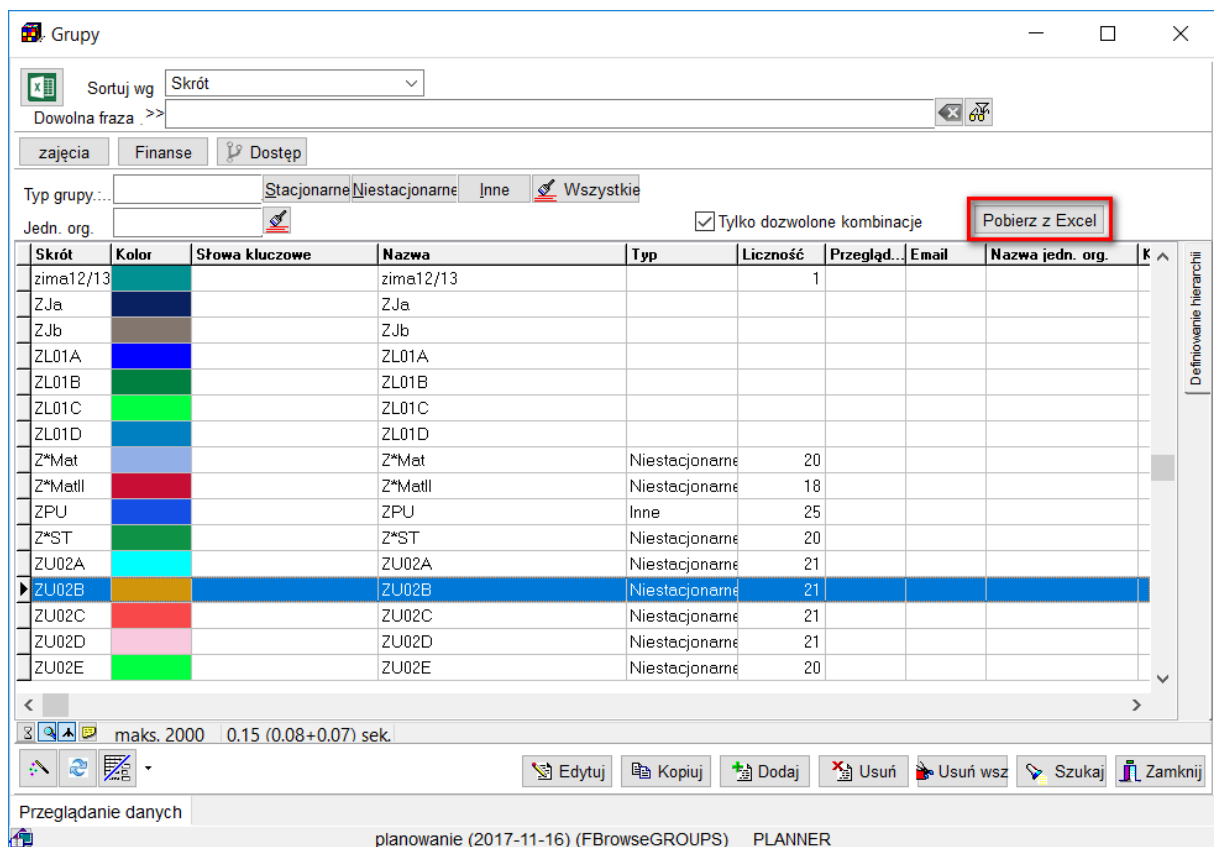 Grupy
Sortuj wg Skrót
Dowolna fraza .>>
zajęcia Finanse Dostęp
Typ grupy.:... Stacjonarne Niestacjonarne Inne Wszystkie
Jedn. org. Tylko dozwolone kombinacje Pobierz z Excel
Skrót Kolor Słowa kluczowe Nazwa Typ Liczność Przegląd... Email Nazwa jedn. org. K
Definiowanie hierarchii
zima12/13 zima12/13 1
ZJa ZJa
ZJb ZJb
ZL01A ZL01A
ZL01B ZL01B
ZL01C ZL01C
ZL01D ZL01D
Z*Mat Z*Mat Niestacjonarne 20
Z*MatII Z*MatII Niestacjonarne 18
ZPU ZPU Inne 25
Z*ST Z*ST Niestacjonarne 20
ZU02A ZU02A Niestacjonarne 21
ZU02B ZU02B Niestacjonarne 21
ZU02C ZU02C Niestacjonarne 21
ZU02D ZU02D Niestacjonarne 21
ZU02E ZU02E Niestacjonarne 20
maks. 2000 0.15 (0.08+0.07) sek.
Edytuj Kopiuj Dodaj Usuń Usuń wsz Szukaj Zamknij
Przeglądanie danych
planowanie (2017-11-16) (FBrowseGROUPS) PLANNER